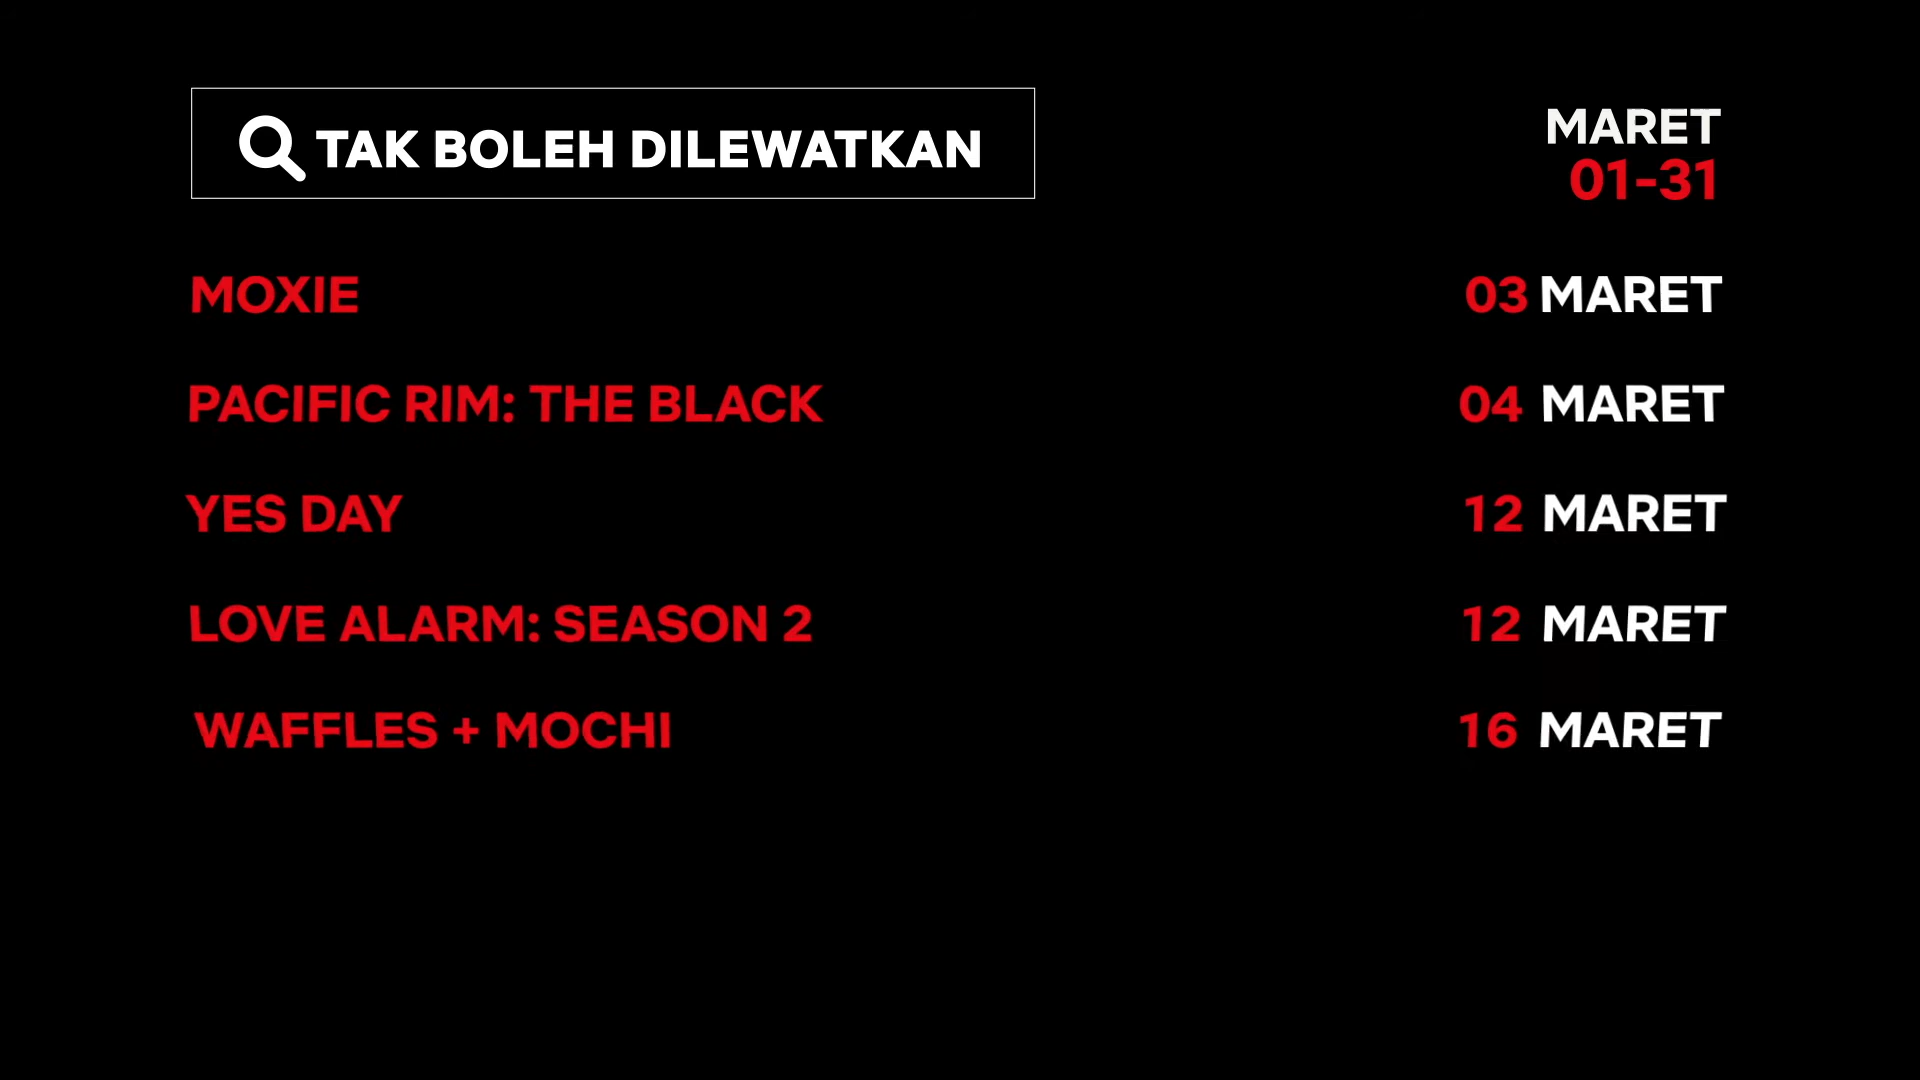 TAK BOLEH DILEWATKAN
MARET
01-31
MOXIE 03 MARET
PACIFIC RIM: THE BLACK 04 MARET
YES DAY 12 MARET
LOVE ALARM: SEASON 2 12 MARET
WAFFLES + MOCHI 16 MARET